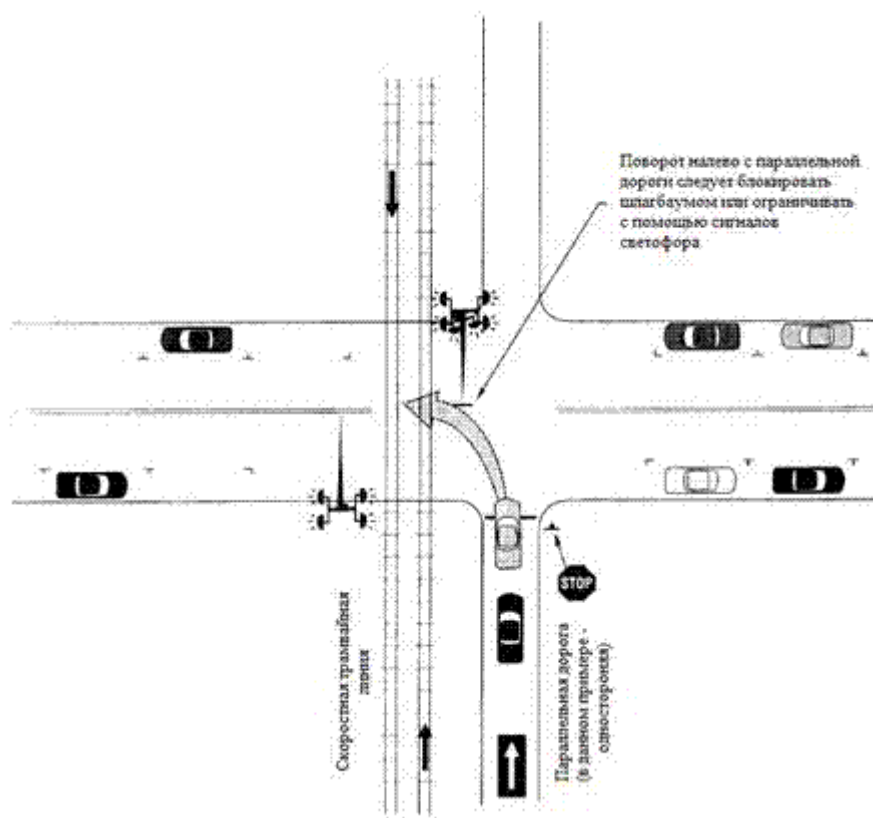 Поворот налево с параллельной
дороги следует блокировать
шлагбаумом или ограничивать
с помощью сигналов
светофора
STOP
Скоростная трамвайная
линия
Параллельная дорога
(в данном примере -
односторонняя)